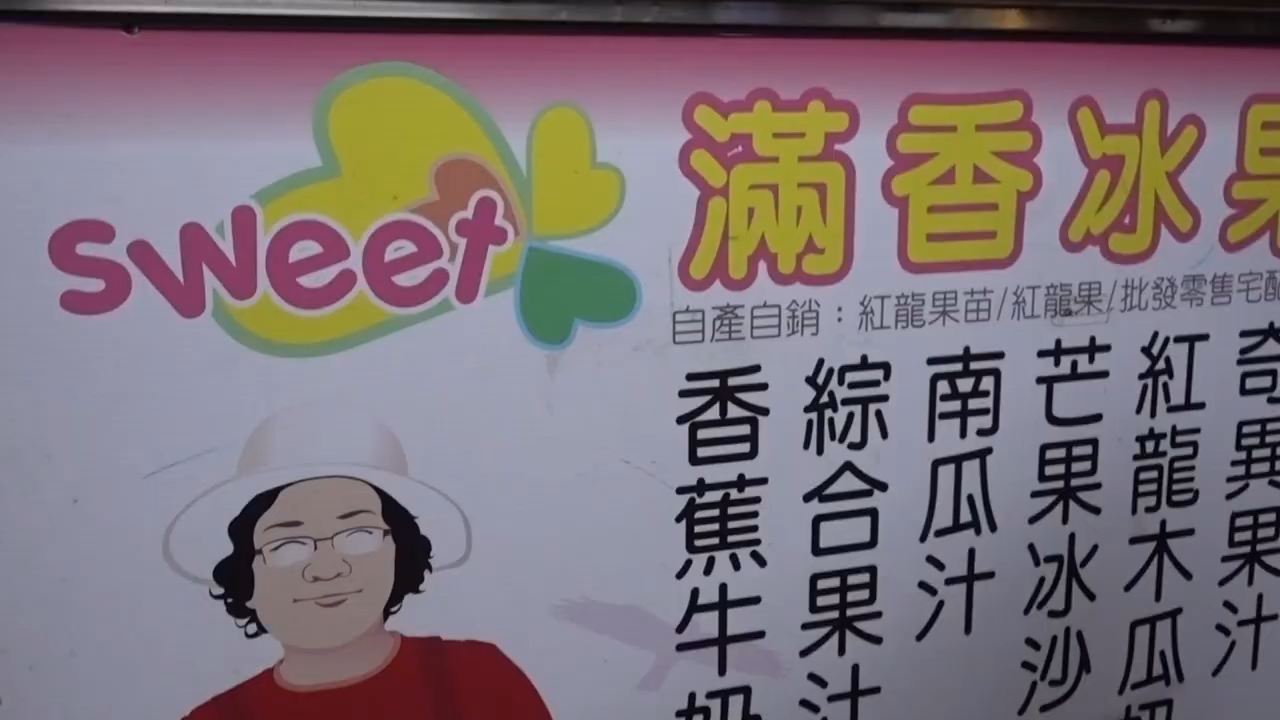 sweet
滿香冰果
自產自銷：紅龍果苗/紅龍果/批發零售宅配
香蕉牛奶
綜合果汁
南瓜汁
芒果冰沙
紅龍木瓜奶
奇異果汁